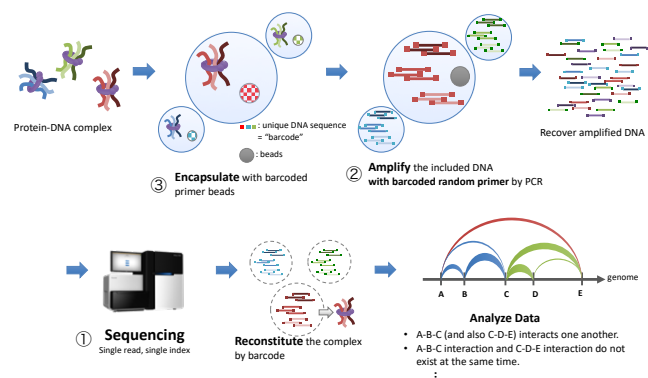 Protein-DNA complex
: unique DNA sequence
= “barcode”
: beads
③ Encapsulate with barcoded
primer beads
② Amplify the included DNA
with barcoded random primer by PCR
Recover amplified DNA
① Sequencing
Single read, single index
Reconstitute the complex
by barcode
genome
A B C D E
Analyze Data
• A-B-C (and also C-D-E) interacts one another.
• A-B-C interaction and C-D-E interaction do not
exist at the same time.
: